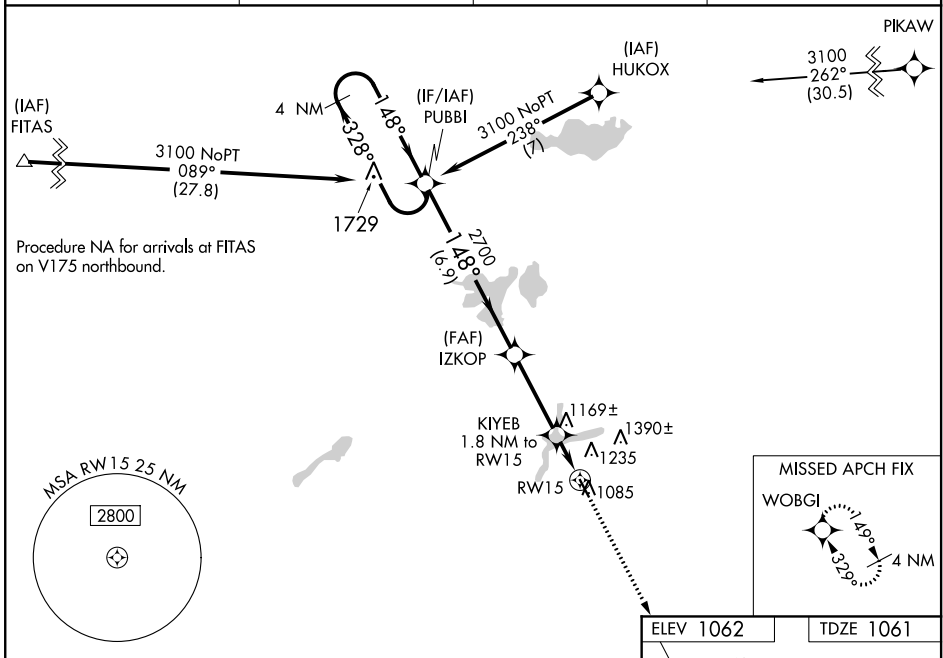 PIKAW
3100
262°
(30.5)
(IAF)
HUKOX
(IF/IAF)
PUBBI
4 NM
148°
328°
3100 NoPT
238°
(7)
(IAF)
FITAS
3100 NoPT
089°
(27.8)
1729
Procedure NA for arrivals at FITAS
on V175 northbound.
2700
148°
(6.9)
(FAF)
IZKOP
KIYEB
1.8 NM to
RW15
1169±
1390±
1235
RW15
1085
MSA RW15 25 NM
2800
MISSED APCH FIX
WOBGI
149°
329°
4 NM
ELEV 1062
TDZE 1061